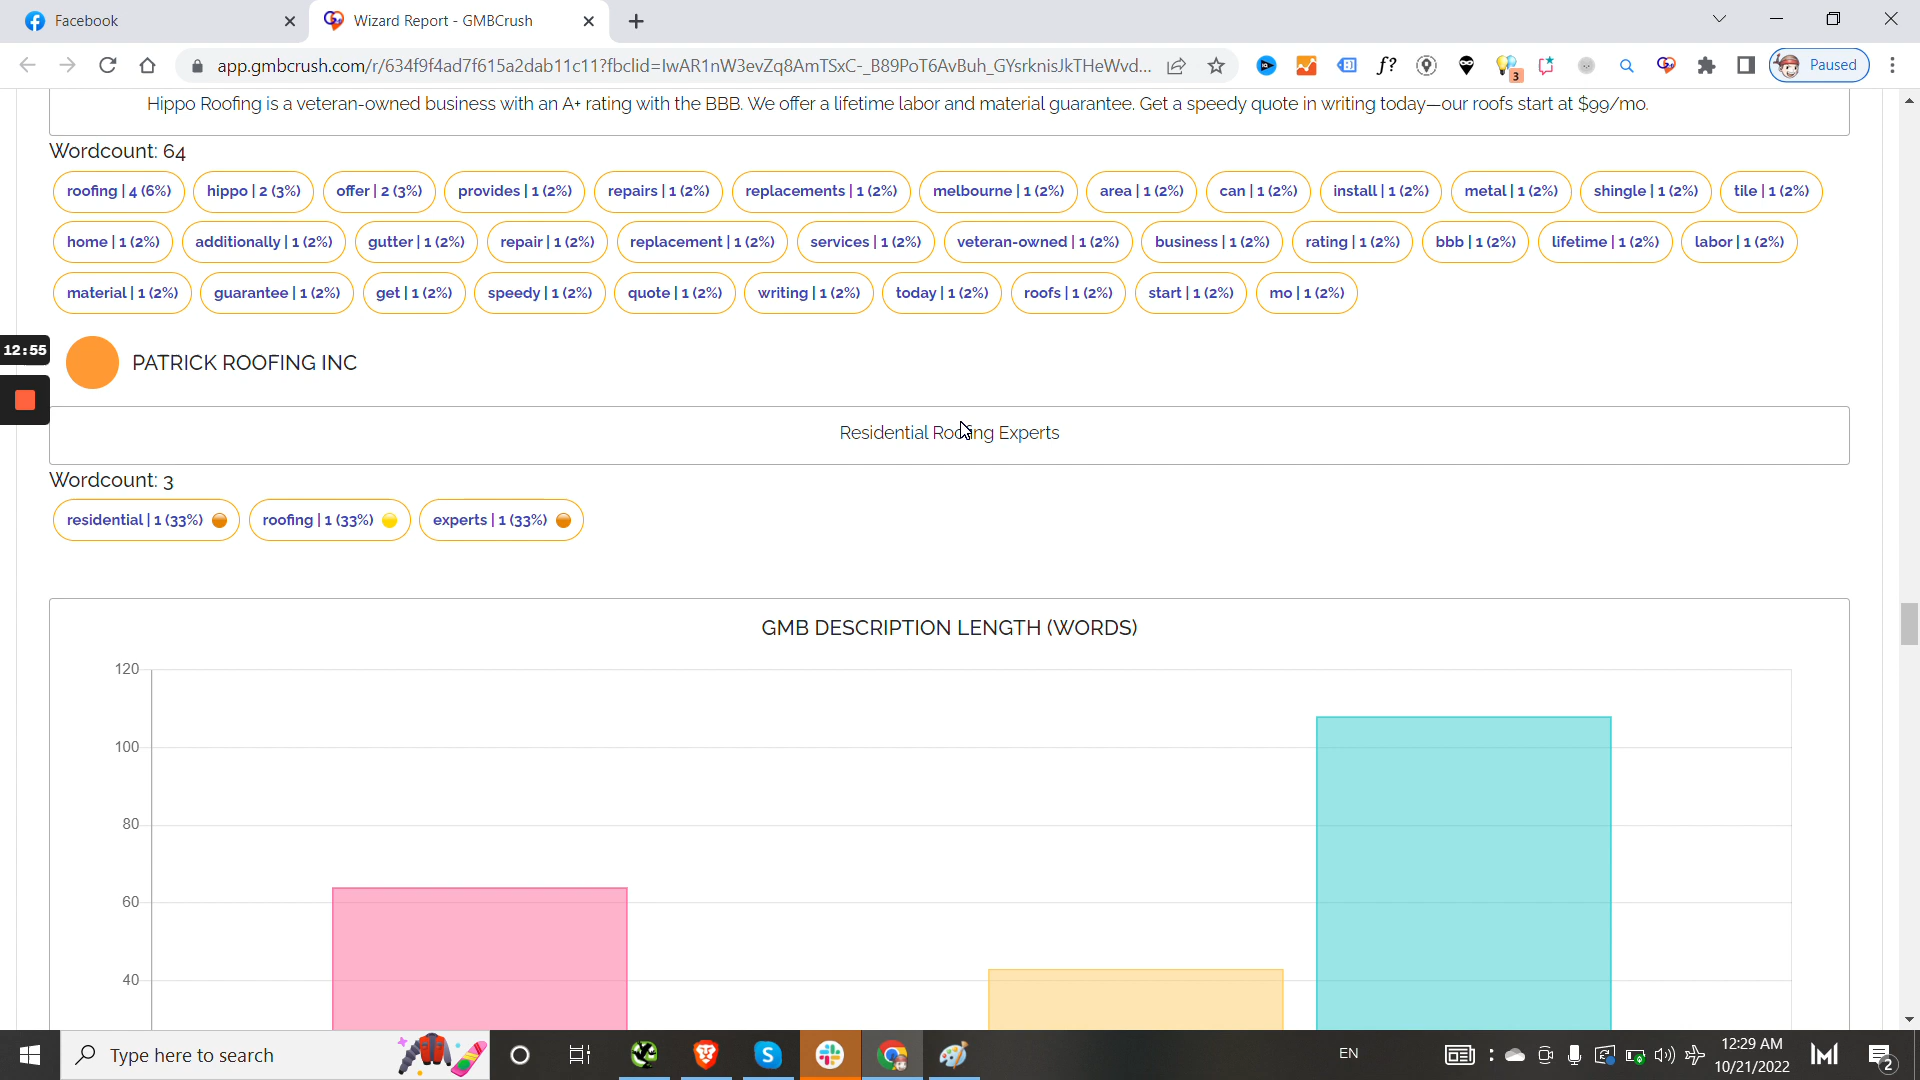 Facebook
Wizard Report - GMBCrush
app.gmbcrush.com/r/634f9f4ad7f615a2dab11c11?fbclid=IwAR1nW3evZq8AmTSxC-_B89PoT6AvBuh_GYsrknisJkTHeWvd...
f?
3
Paused
Hippo Roofing is a veteran-owned business with an A+ rating with the BBB. We offer a lifetime labor and material guarantee. Get a speedy quote in writing today—our roofs start at $99/mo.
Wordcount: 64
roofing | 4 (6%) hippo | 2 (3%) offer | 2 (3%) provides | 1 (2%) repairs | 1 (2%) replacements | 1 (2%) melbourne | 1 (2%) area | 1 (2%) can | 1 (2%) install | 1 (2%) metal | 1 (2%) shingle | 1 (2%) tile | 1 (2%)
home | 1 (2%) additionally | 1 (2%) gutter | 1 (2%) repair | 1 (2%) replacement | 1 (2%) services | 1 (2%) veteran-owned | 1 (2%) business | 1 (2%) rating | 1 (2%) bbb | 1 (2%) lifetime | 1 (2%) labor | 1 (2%)
material | 1 (2%) guarantee | 1 (2%) get | 1 (2%) speedy | 1 (2%) quote | 1 (2%) writing | 1 (2%) today | 1 (2%) roofs | 1 (2%) start | 1 (2%) mo | 1 (2%)
12:55
PATRICK ROOFING INC
Residential Roofing Experts
Wordcount: 3
residential | 1 (33%) roofing | 1 (33%) experts | 1 (33%)
GMB DESCRIPTION LENGTH (WORDS)
120
100
80
60
40
Type here to search
EN
12:29 AM
10/21/2022
2